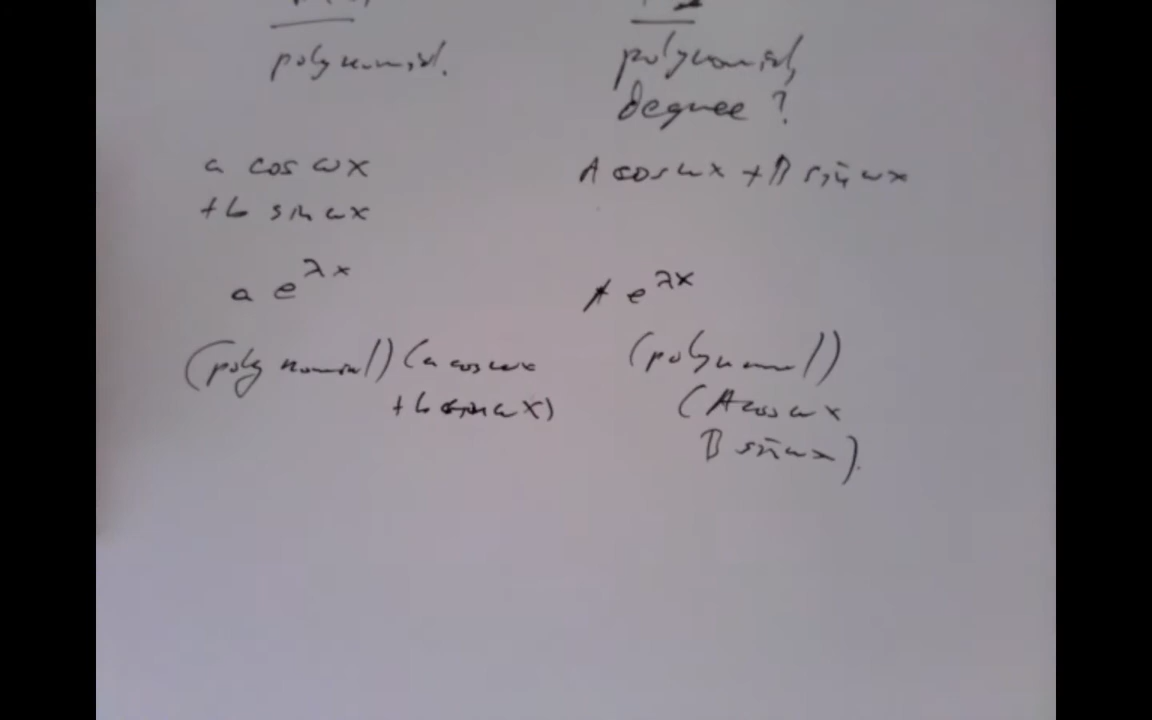 polynomial.
polynomial,
degree ?
a cos ωx
+ b sin ωx
A cos ωx + B sin ωx
a e^λx
A e^λx
(polynomial) (a cos ωx
+ b sin ωx)
(polynomial)
(A cos ωx
B sin ωx).